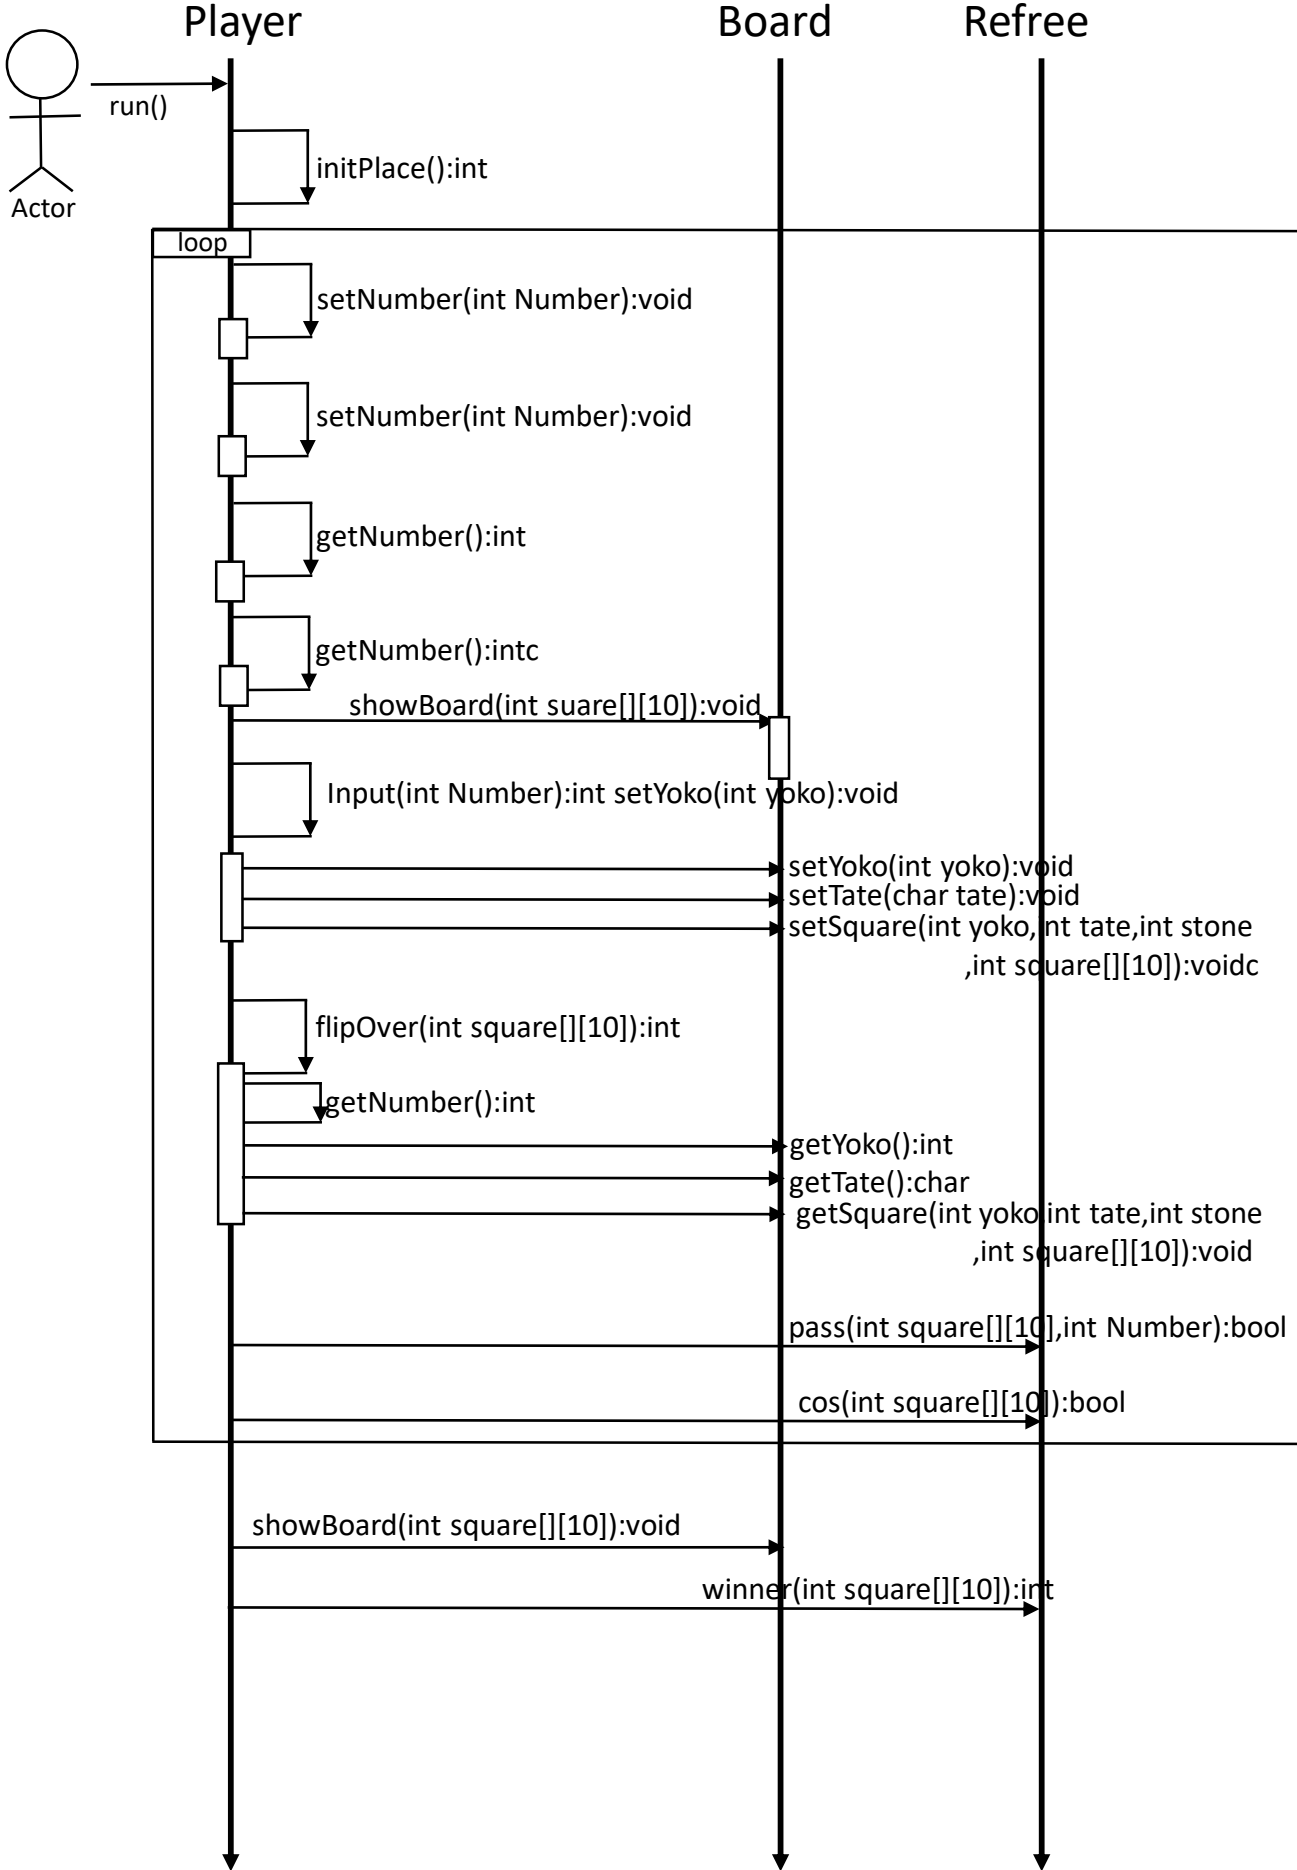 Player
Board
Refree
run()
initPlace():int
Actor
loop
setNumber(int Number):void
setNumber(int Number):void
getNumber():int
getNumber():intc
showBoard(int suare[][10]):void
Input(int Number):int setYoko(int yoko):void
setYoko(int yoko):void
setTate(char tate):void
setSquare(int yoko,int tate,int stone
,int square[][10]):voidc
flipOver(int square[][10]):int
getNumber():int
getYoko():int
getTate():char
getSquare(int yoko,int tate,int stone
,int square[][10]):void
pass(int square[][10],int Number):bool
cos(int square[][10]):bool
showBoard(int square[][10]):void
winner(int square[][10]):int